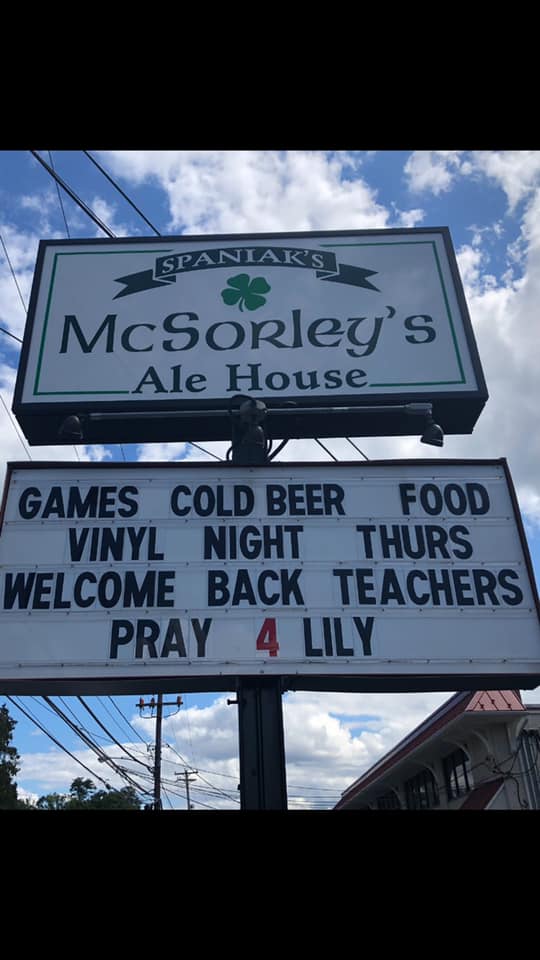 SPANIAK'S
McSorley's
Ale House
GAMES COLD BEER FOOD
VINYL NIGHT THURS
WELCOME BACK TEACHERS
PRAY 4 LILY